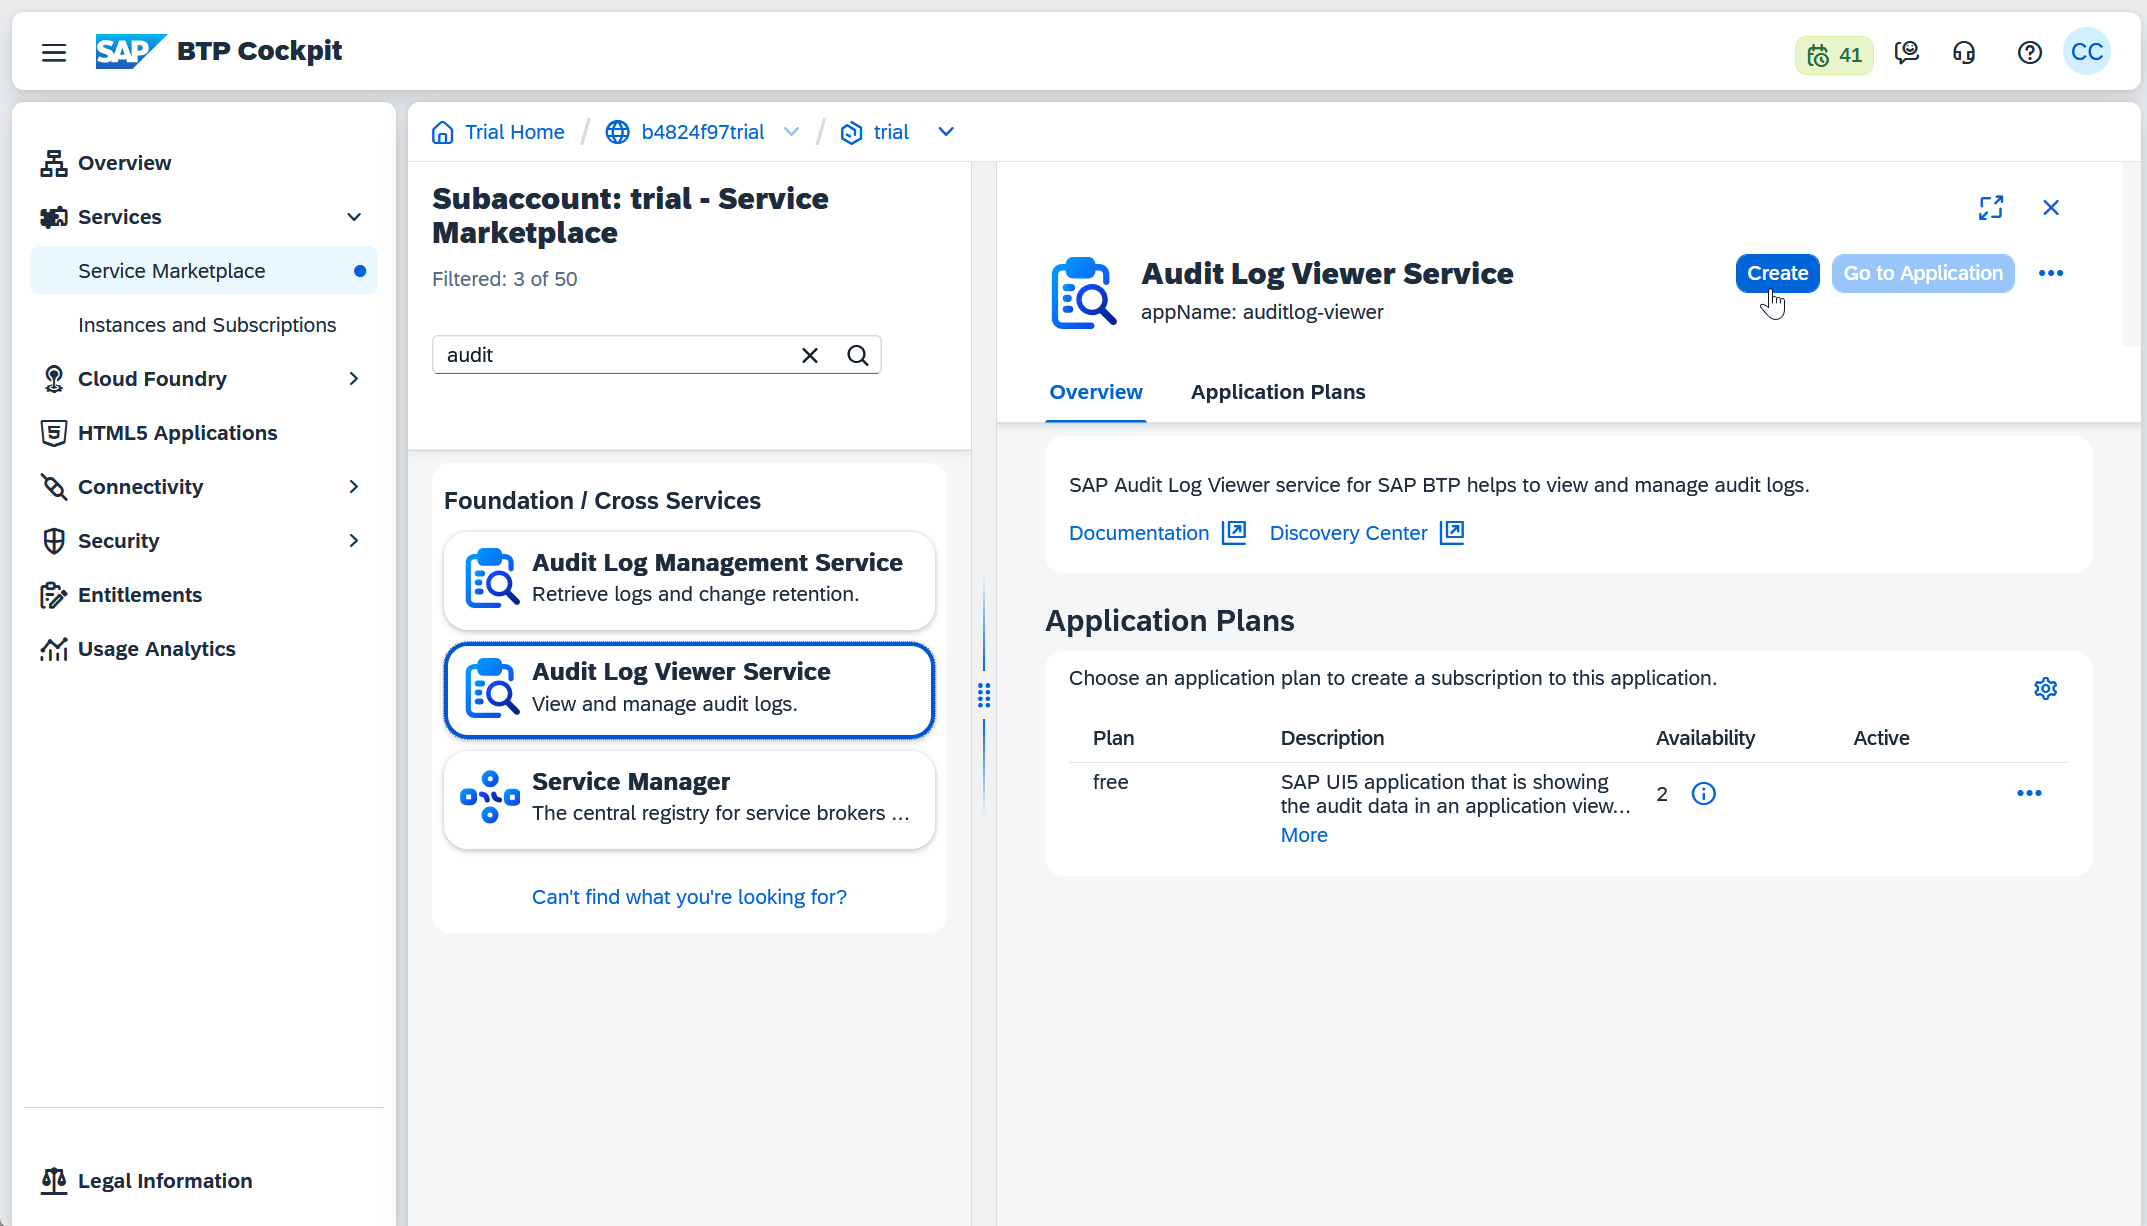 SAP BTP Cockpit
41
CC
Overview
Services
Service Marketplace
Instances and Subscriptions
Cloud Foundry
HTML5 Applications
Connectivity
Security
Entitlements
Usage Analytics
Legal Information
Trial Home / b4824f97trial / trial
Subaccount: trial - Service
Marketplace
Filtered: 3 of 50
audit
Foundation / Cross Services
Audit Log Management Service
Retrieve logs and change retention.
Audit Log Viewer Service
View and manage audit logs.
Service Manager
The central registry for service brokers ...
Can't find what you're looking for?
Audit Log Viewer Service
appName: auditlog-viewer
Create
Go to Application
Overview
Application Plans
SAP Audit Log Viewer service for SAP BTP helps to view and manage audit logs.
Documentation
Discovery Center
Application Plans
Choose an application plan to create a subscription to this application.
Plan Description Availability Active
free
SAP UI5 application that is showing
the audit data in an application view...
More
2